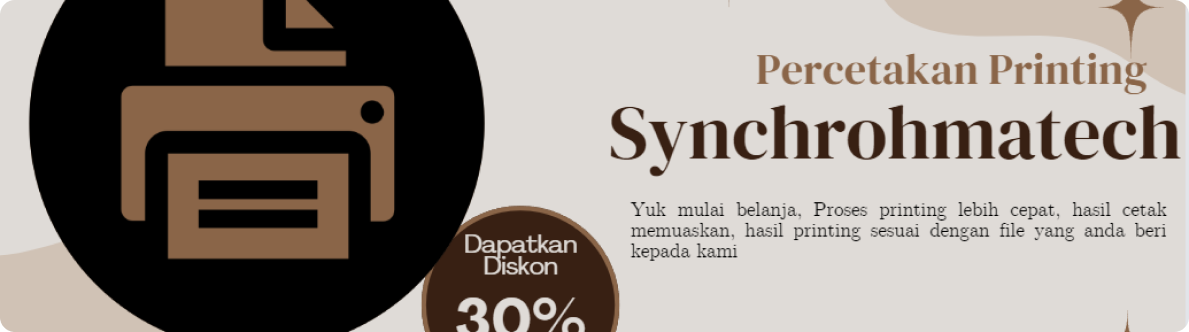 Percetakan Printing
Synchrohmatech
Yuk mulai belanja, Proses printing lebih cepat, hasil cetak
memuaskan, hasil printing sesuai dengan file yang anda beri
kepada kami
Dapatkan
Diskon
30%